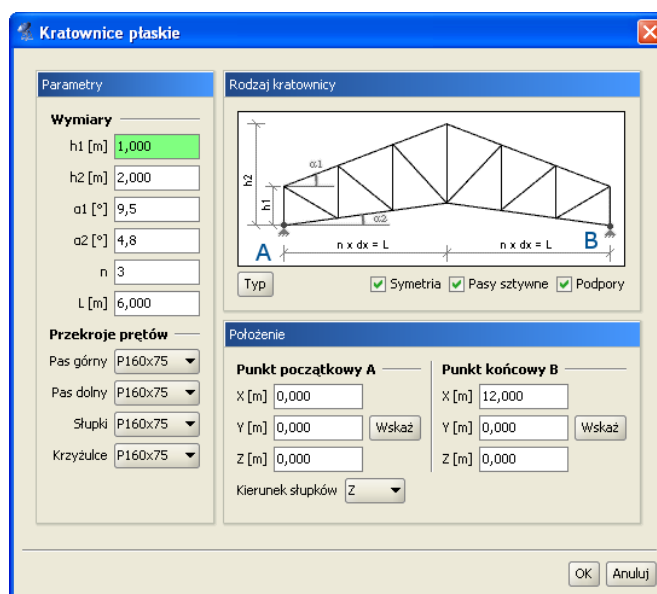 Kratownice płaskie
Parametry
Wymiary
h1 [m] 1,000
h2 [m] 2,000
α1 [°] 9,5
α2 [°] 4,8
n 3
L [m] 6,000
Przekroje prętów
Pas górny P160x75
Pas dolny P160x75
Słupki P160x75
Krzyżulce P160x75
Rodzaj kratownicy
h2
h1
α1
α2
A
B
n x dx = L
n x dx = L
Typ
Symetria
Pasy sztywne
Podpory
Położenie
Punkt początkowy A
X [m] 0,000
Y [m] 0,000
Wskaż
Z [m] 0,000
Kierunek słupków Z
Punkt końcowy B
X [m] 12,000
Y [m] 0,000
Wskaż
Z [m] 0,000
OK
Anuluj